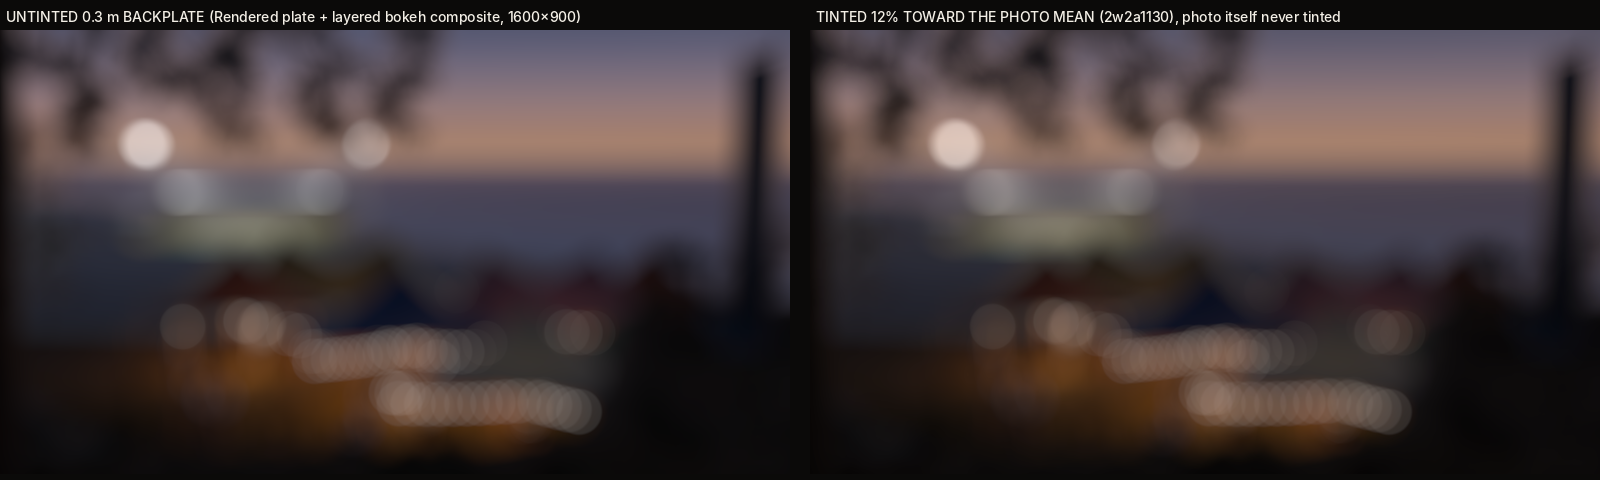 UNTINTED 0.3 m BACKPLATE (Rendered plate + layered bokeh composite, 1600×900)
TINTED 12% TOWARD THE PHOTO MEAN (2w2a1130), photo itself never tinted